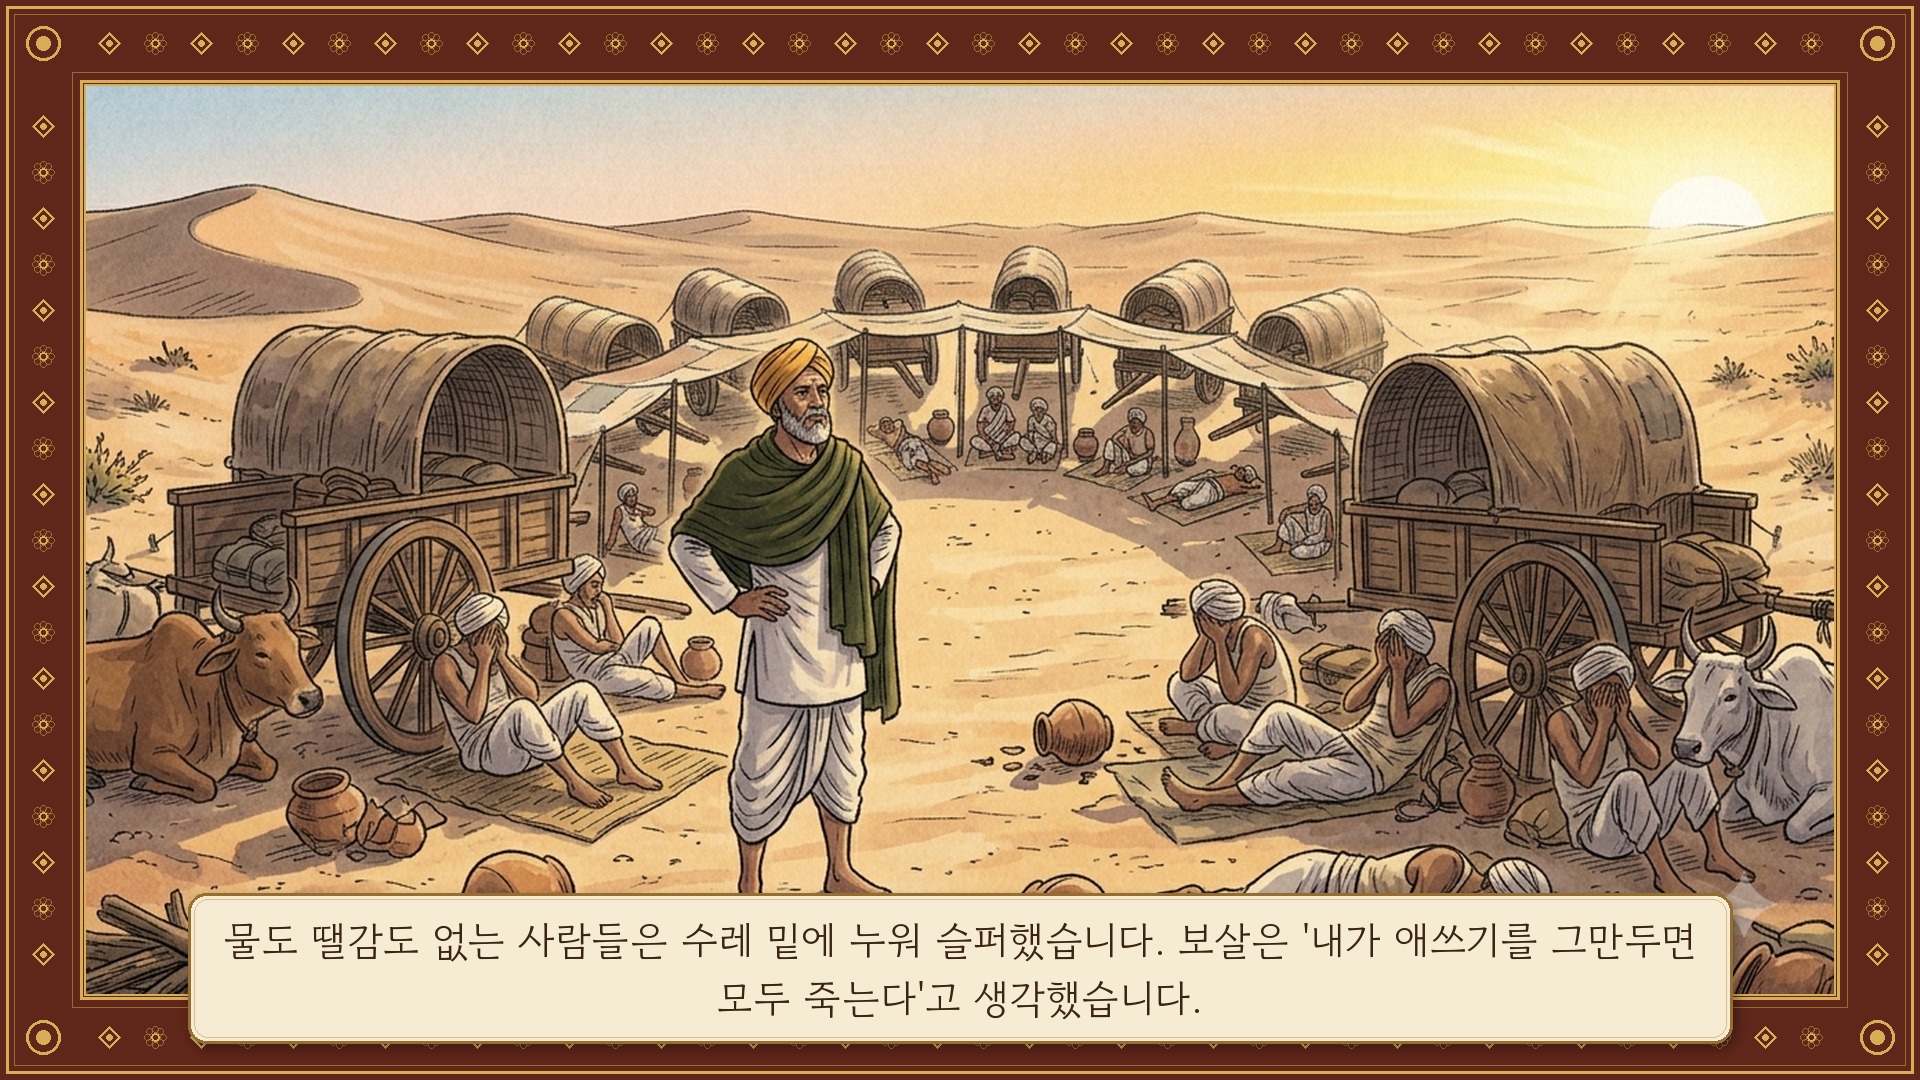 물도 땔감도 없는 사람들은 수레 밑에 누워 슬퍼했습니다. 보살은 '내가 애쓰기를 그만두면
모두 죽는다'고 생각했습니다.